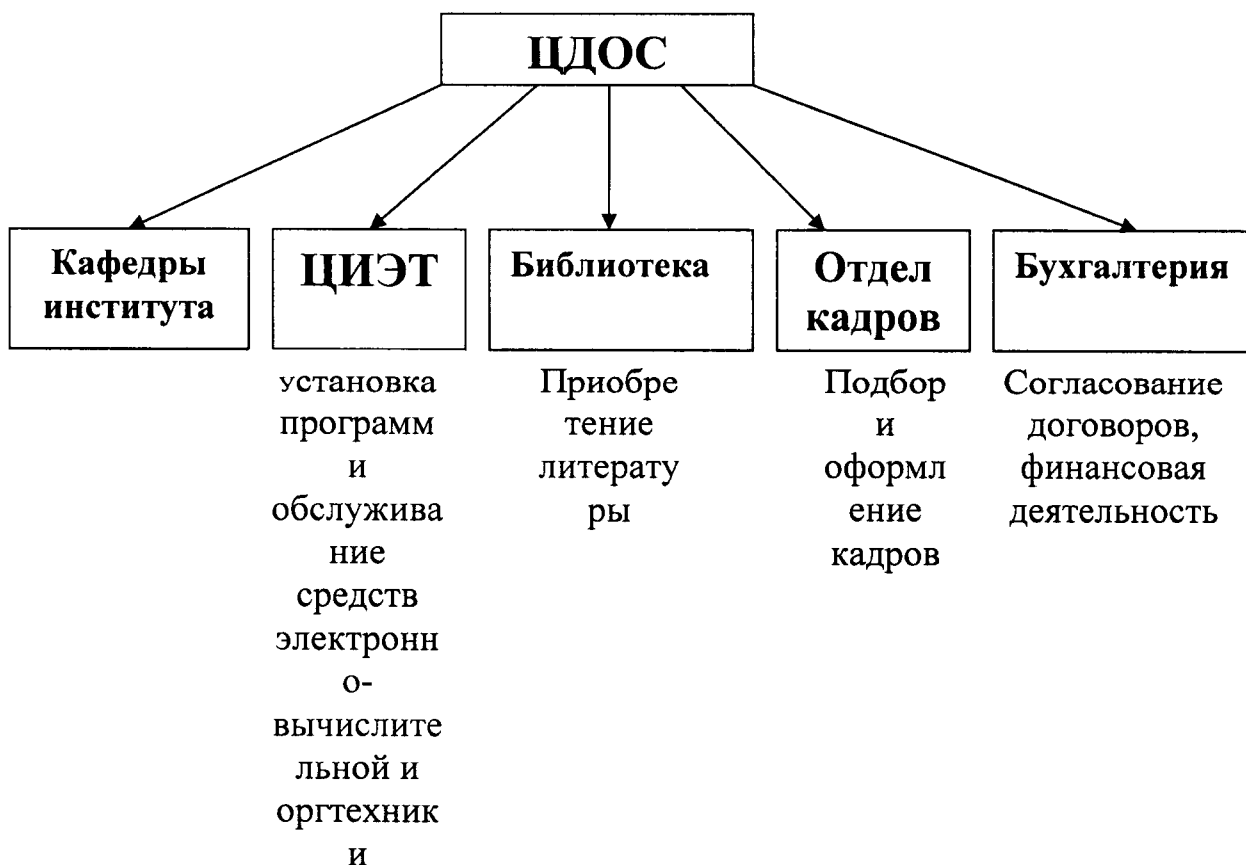 ЦДОС
Кафедры
института
ЦИЭТ
Библиотека
Отдел
кадров
Бухгалтерия
установка
программ
и
обслужива
ние
средств
электронн
о-
вычислите
льной и
оргтехник
и
Приобре
тение
литерату
ры
Подбор
и
оформл
ение
кадров
Согласование
договоров,
финансовая
деятельность